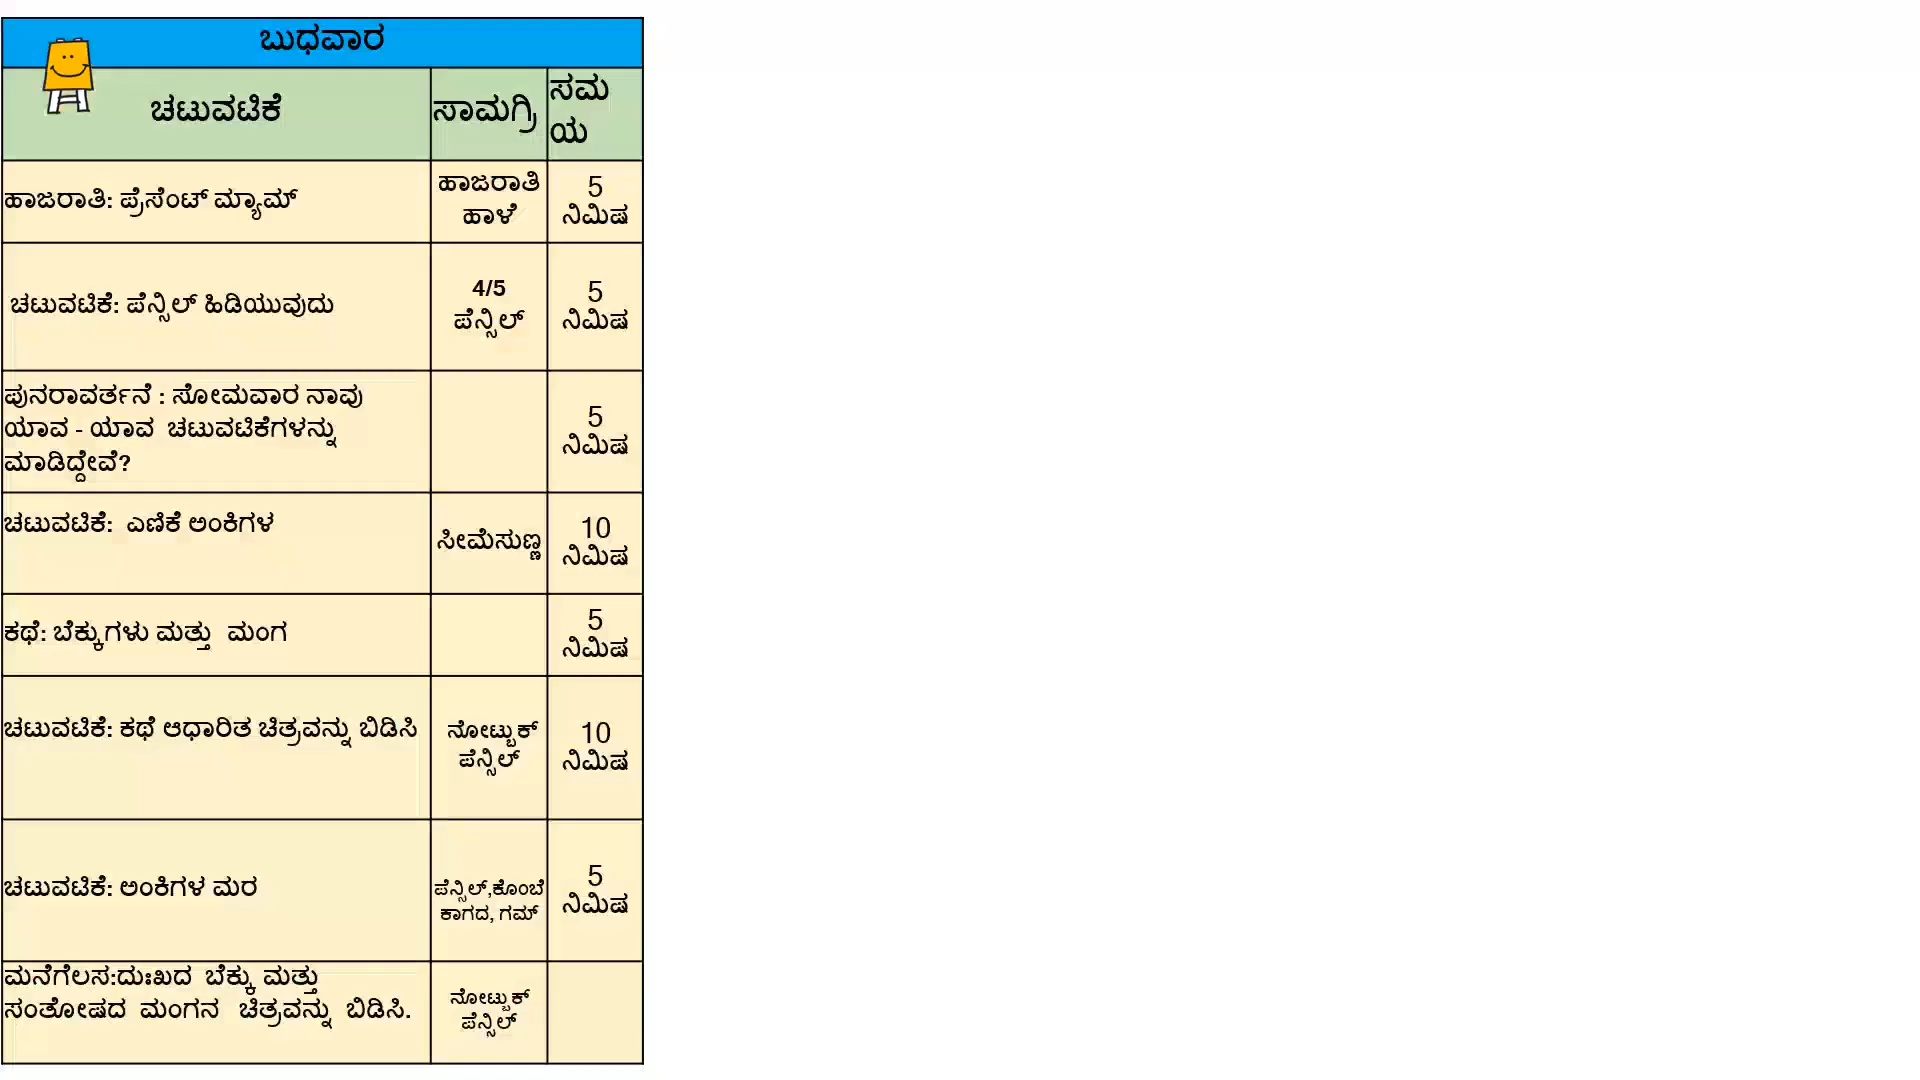 ಬುಧವಾರ
ಚಟುವಟಿಕೆ
ಸಾಮಗ್ರಿ
ಸಮ
ಯ
ಹಾಜರಾತಿ: ಪ್ರೆಸೆಂಟ್ ಮ್ಯಾಮ್
ಹಾಜರಾತಿ
ಹಾಳೆ
5
ನಿಮಿಷ
ಚಟುವಟಿಕೆ: ಪೆನ್ಸಿಲ್ ಹಿಡಿಯುವುದು
4/5
ಪೆನ್ಸಿಲ್
5
ನಿಮಿಷ
ಪುನರಾವರ್ತನೆ : ಸೋಮವಾರ ನಾವು
ಯಾವ - ಯಾವ ಚಟುವಟಿಕೆಗಳನ್ನು
ಮಾಡಿದ್ದೇವೆ?
5
ನಿಮಿಷ
ಚಟುವಟಿಕೆ: ಎಣಿಕೆ ಅಂಕಿಗಳ
ಸೀಮೆಸುಣ್ಣ
10
ನಿಮಿಷ
ಕಥೆ: ಬೆಕ್ಕುಗಳು ಮತ್ತು ಮಂಗ
5
ನಿಮಿಷ
ಚಟುವಟಿಕೆ: ಕಥೆ ಆಧಾರಿತ ಚಿತ್ರವನ್ನು ಬಿಡಿಸಿ
ನೋಟ್ಬುಕ್
ಪೆನ್ಸಿಲ್
10
ನಿಮಿಷ
ಚಟುವಟಿಕೆ: ಅಂಕಿಗಳ ಮರ
ಪೆನ್ಸಿಲ್,ಕೊಂಬೆ
ಕಾಗದ, ಗಮ್
5
ನಿಮಿಷ
ಮನೆಗೆಲಸ:ದುಃಖದ ಬೆಕ್ಕು ಮತ್ತು
ಸಂತೋಷದ ಮಂಗನ ಚಿತ್ರವನ್ನು ಬಿಡಿಸಿ.
ನೋಟ್ಬುಕ್
ಪೆನ್ಸಿಲ್